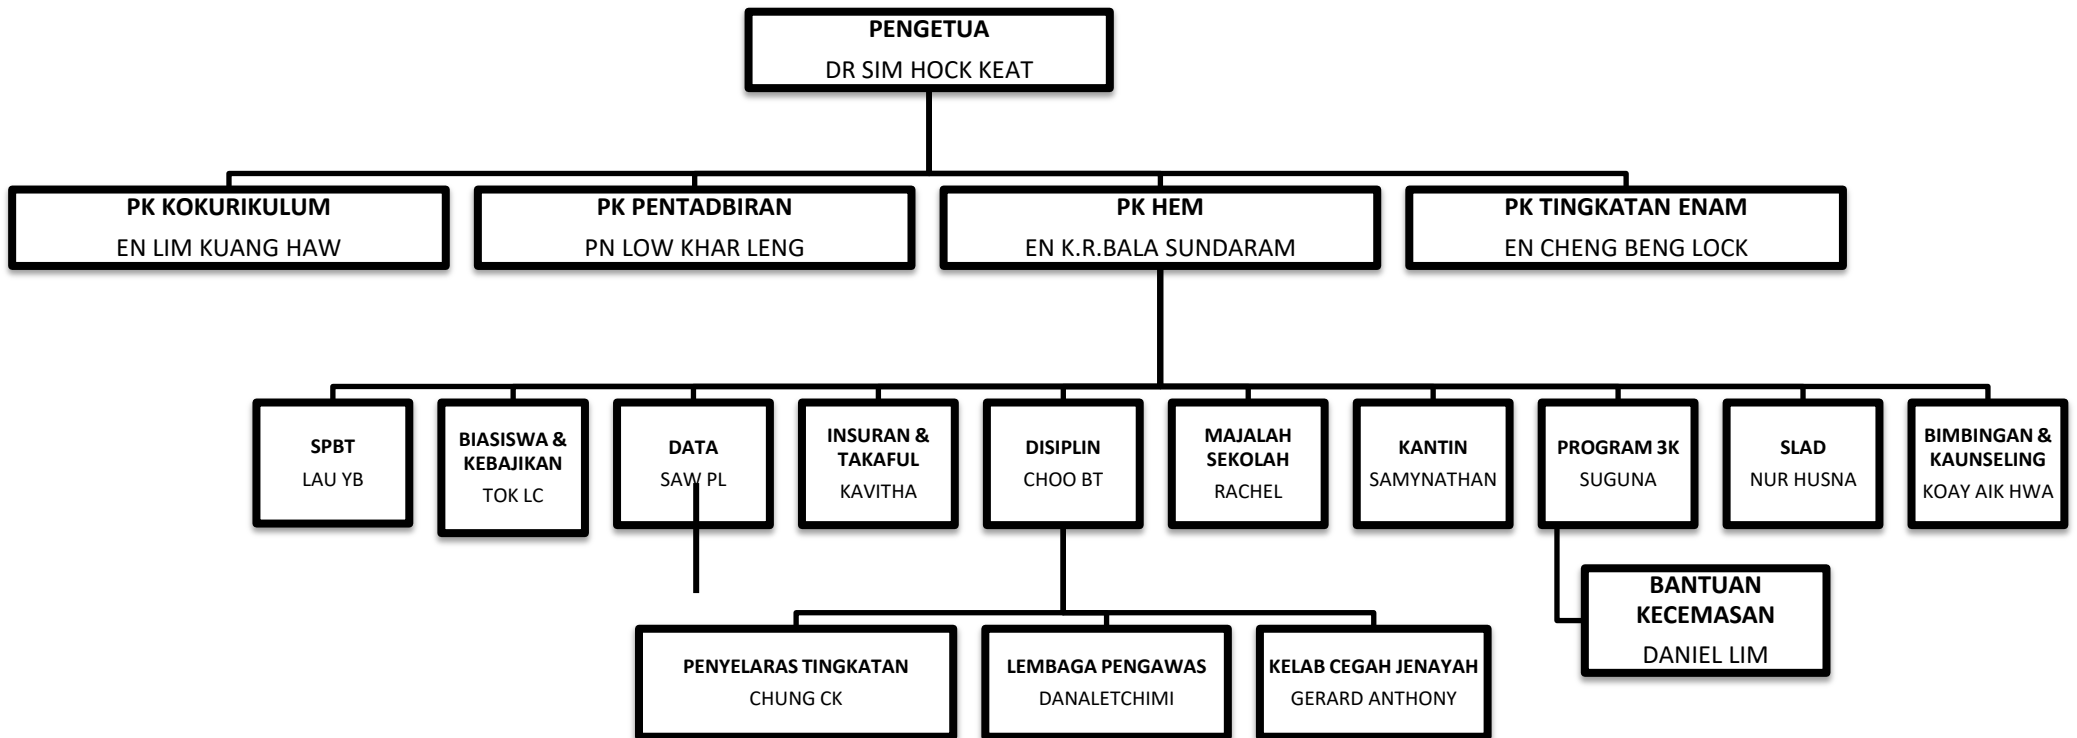 PENGETUA
DR SIM HOCK KEAT
PK KOKURIKULUM
EN LIM KUANG HAW
PK PENTADBIRAN
PN LOW KHAR LENG
PK HEM
EN K.R.BALA SUNDARAM
PK TINGKATAN ENAM
EN CHENG BENG LOCK
SPBT
LAU YB
BIASISWA &
KEBAJIKAN
TOK LC
DATA
SAW PL
INSURAN &
TAKAFUL
KAVITHA
DISIPLIN
CHOO BT
MAJALAH
SEKOLAH
RACHEL
KANTIN
SAMYNATHAN
PROGRAM 3K
SUGUNA
SLAD
NUR HUSNA
BIMBINGAN &
KAUNSELING
KOAY AIK HWA
BANTUAN
KECEMASAN
DANIEL LIM
PENYELARAS TINGKATAN
CHUNG CK
LEMBAGA PENGAWAS
DANALETCHIMI
KELAB CEGAH JENAYAH
GERARD ANTHONY